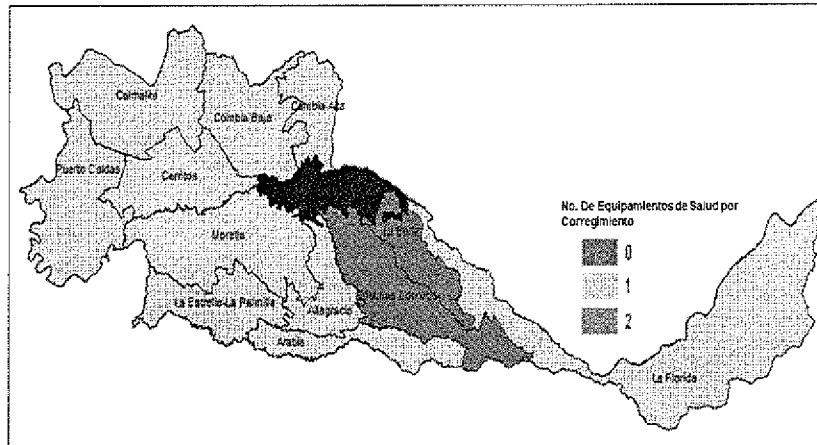 Caimalito
Combia Baja
Combia Alta
Puerto Caldas
Cerritos
Morelia
La Estrella-La Palmilla
Altagracia
Arabia
La Florida
No. De Equipamientos de Salud por
Corregimiento
0
1
2